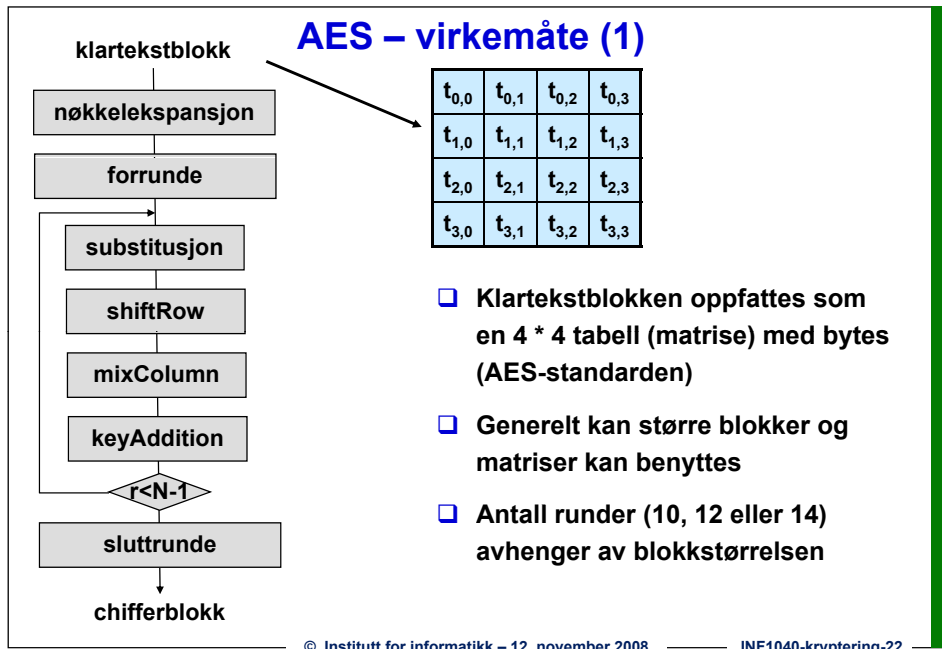 AES – virkemåte (1)
klartekstblokk
nøkkelekspansjon
forrunde
substitusjon
shiftRow
mixColumn
keyAddition
r<N-1
sluttrunde
chifferblokk
t0,0 t0,1 t0,2 t0,3
t1,0 t1,1 t1,2 t1,3
t2,0 t2,1 t2,2 t2,3
t3,0 t3,1 t3,2 t3,3
Klartekstblokken oppfattes som
en 4 * 4 tabell (matrise) med bytes
(AES-standarden)
Generelt kan større blokker og
matriser kan benyttes
Antall runder (10, 12 eller 14)
avhenger av blokkstørrelsen
© Institutt for informatikk – 12. november 2008 INF1040-kryptering-22